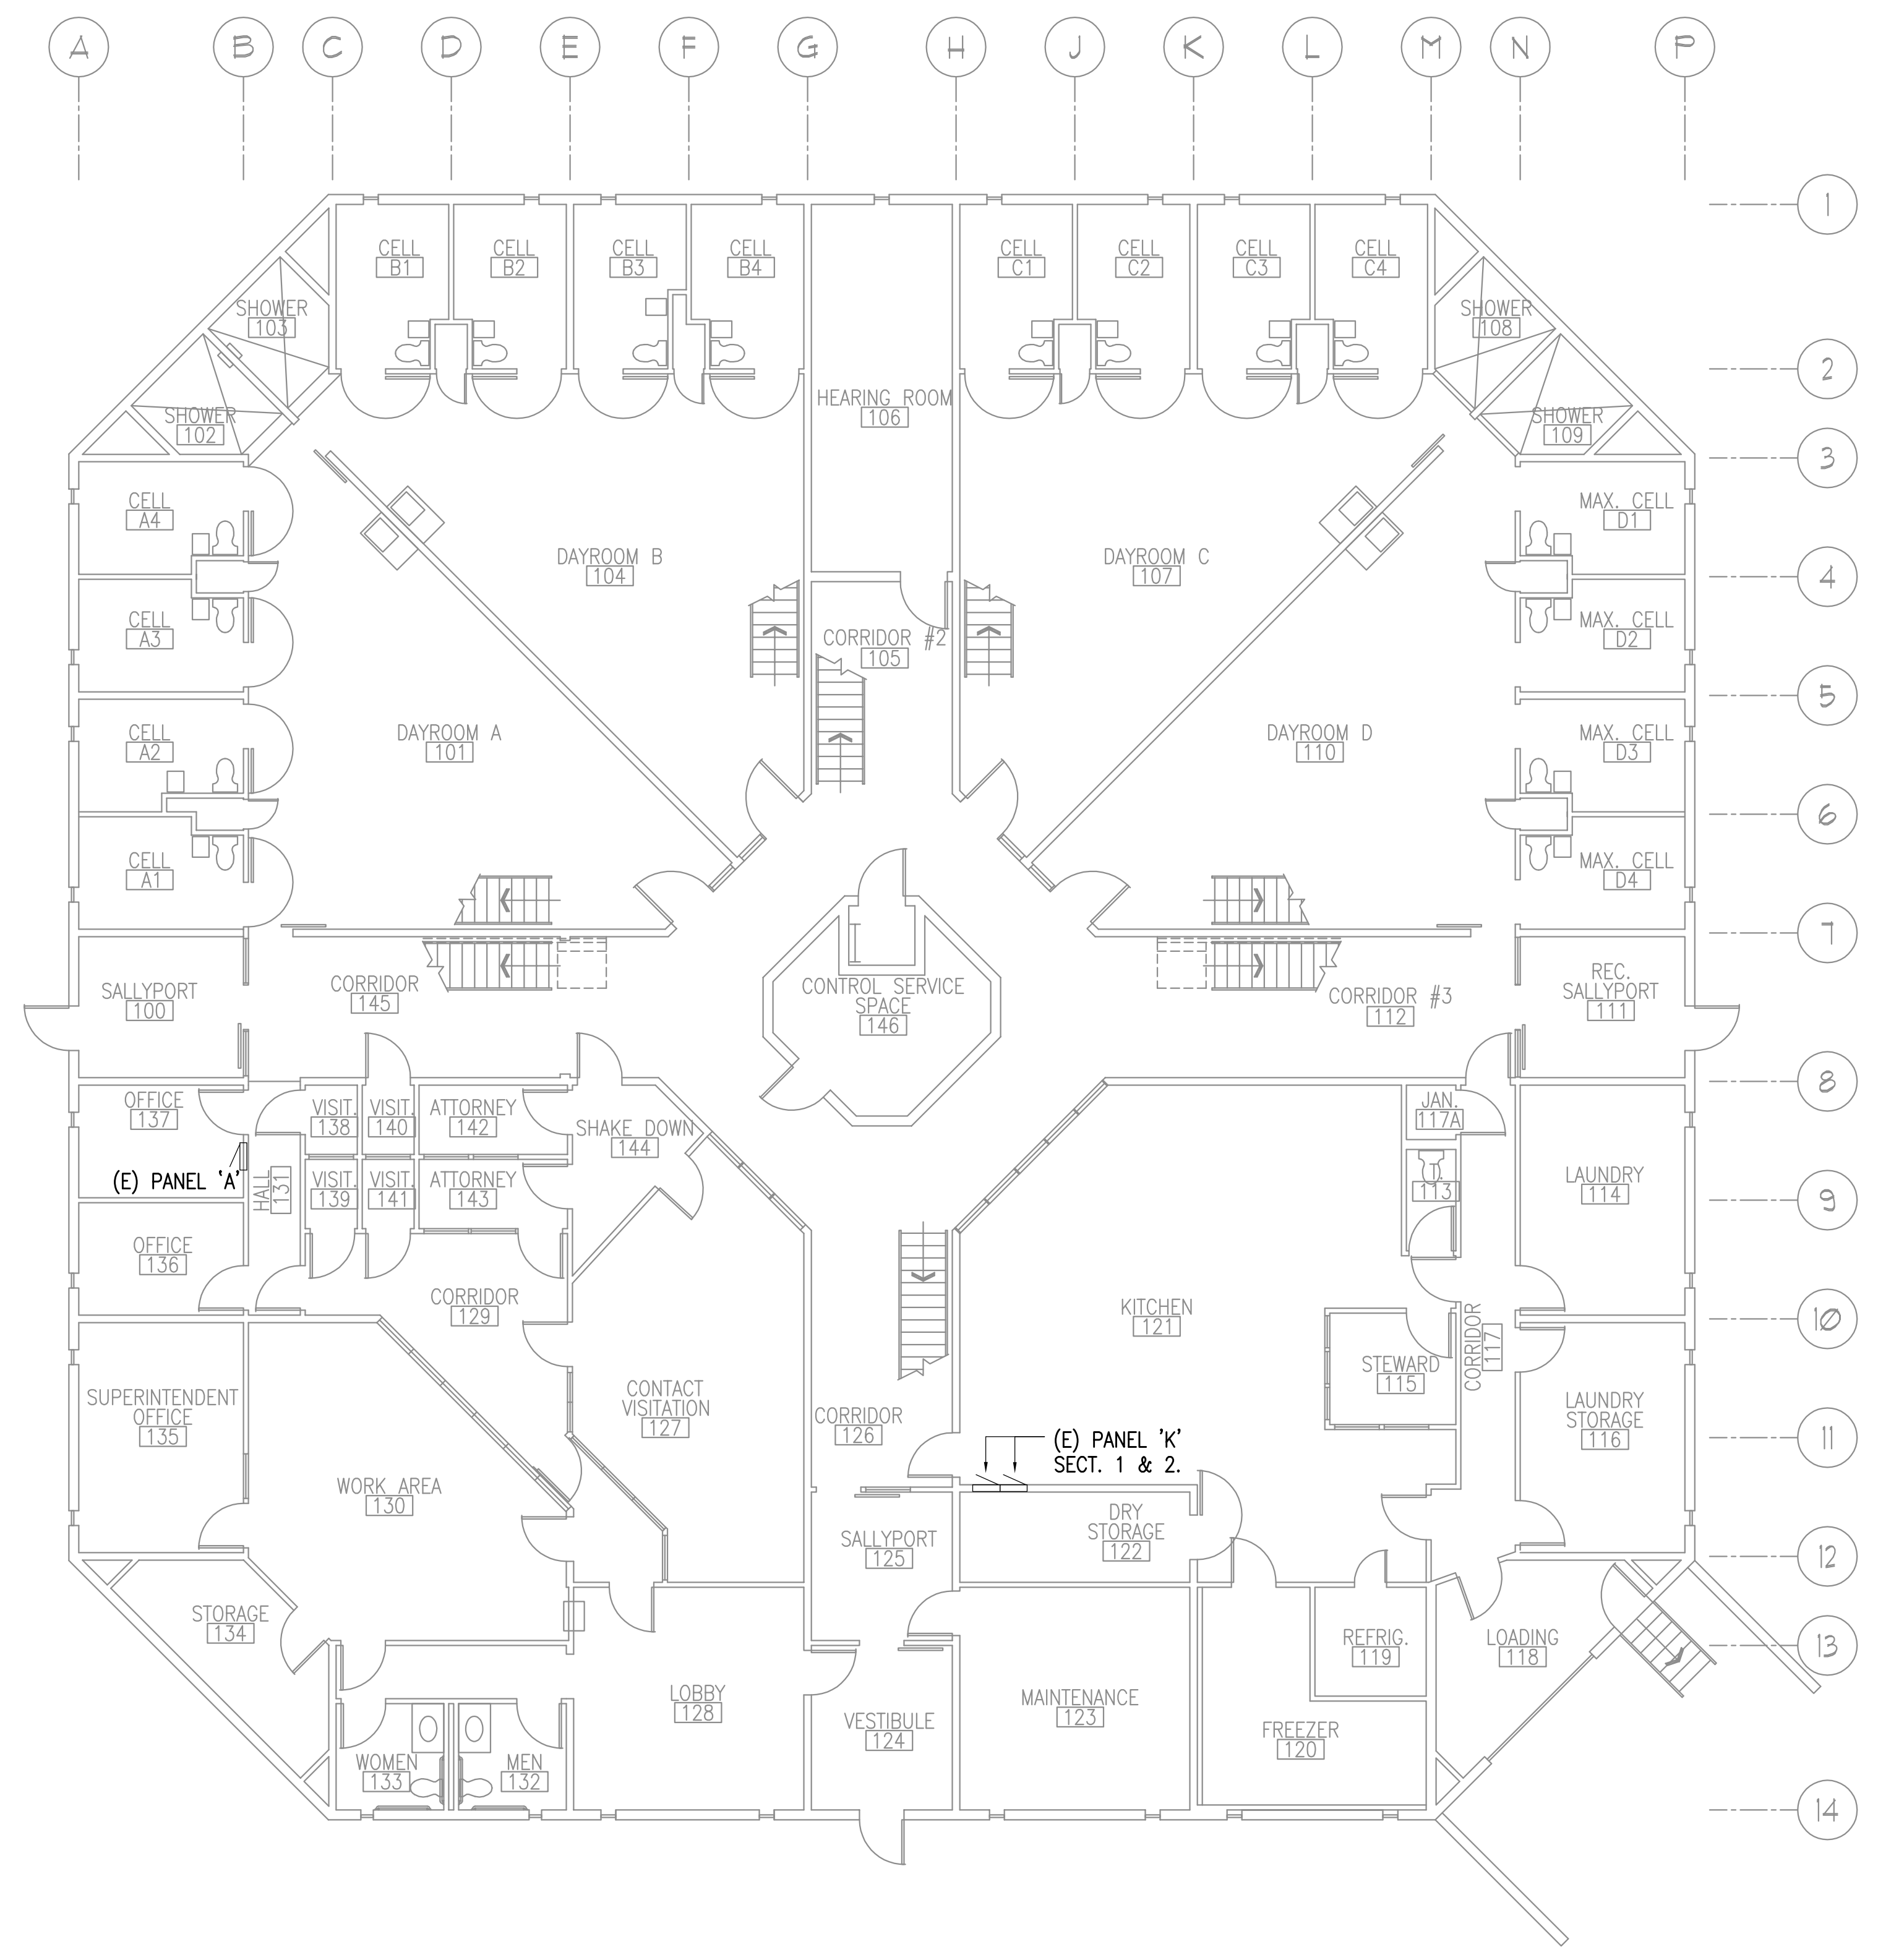 A B C D E F G H J K L M N P
1
CELL CELL CELL CELL CELL CELL CELL CELL
B1 B2 B3 B4 C1 C2 C3 C4
SHOWER
103
SHOWER
108
2
HEARING ROOM
106
SHOWER
102
SHOWER
109
3
CELL
A4
MAX. CELL
D1
DAYROOM B
104
DAYROOM C
107
4
CELL
A3
CORRIDOR #2
105
MAX. CELL
D2
5
CELL
A2
DAYROOM A
101
DAYROOM D
110
MAX. CELL
D3
6
CELL
A1
MAX. CELL
D4
7
SALLYPORT
100
CORRIDOR
145
CONTROL SERVICE
SPACE
146
CORRIDOR #3
112
REC.
SALLYPORT
111
8
OFFICE
137
VISIT.
138
VISIT.
140
ATTORNEY
142
SHAKE DOWN
144
JAN.
117A
(E) PANEL 'A'
HALL
131
VISIT.
139
VISIT.
141
ATTORNEY
143
T.
113
LAUNDRY
114
9
OFFICE
136
CORRIDOR
129
KITCHEN
121
10
CORRIDOR
117
STEWARD
115
SUPERINTENDENT
OFFICE
135
CONTACT
VISITATION
127
CORRIDOR
126
(E) PANEL 'K'
SECT. 1 & 2.
LAUNDRY
STORAGE
116
11
WORK AREA
130
SALLYPORT
125
DRY
STORAGE
122
12
STORAGE
134
REFRIG.
119
LOADING
118
13
LOBBY
128
VESTIBULE
124
MAINTENANCE
123
FREEZER
120
WOMEN
133
MEN
132
14